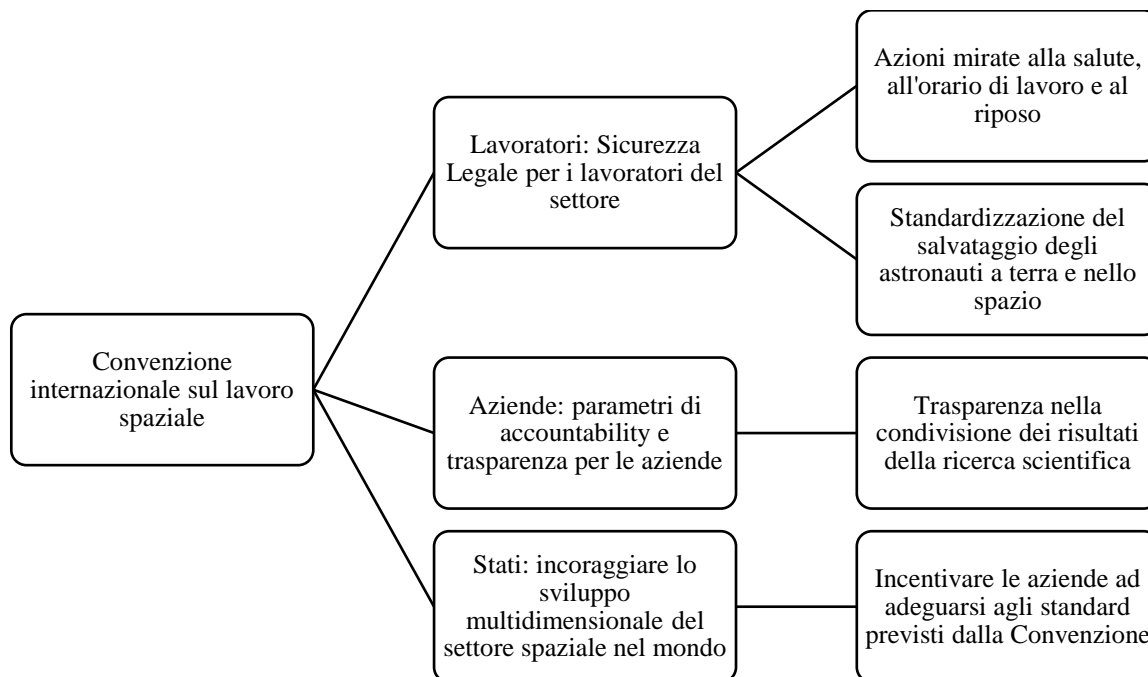 Convenzione
internazionale sul lavoro
spaziale
Lavoratori: Sicurezza
Legale per i lavoratori del
settore
Azioni mirate alla salute,
all'orario di lavoro e al
riposo
Standardizzazione del
salvataggio degli
astronauti a terra e nello
spazio
Aziende: parametri di
accountability e
trasparenza per le aziende
Trasparenza nella
condivisione dei risultati
della ricerca scientifica
Stati: incoraggiare lo
sviluppo
multidimensionale del
settore spaziale nel mondo
Incentivare le aziende ad
adeguarsi agli standard
previsti dalla Convenzione